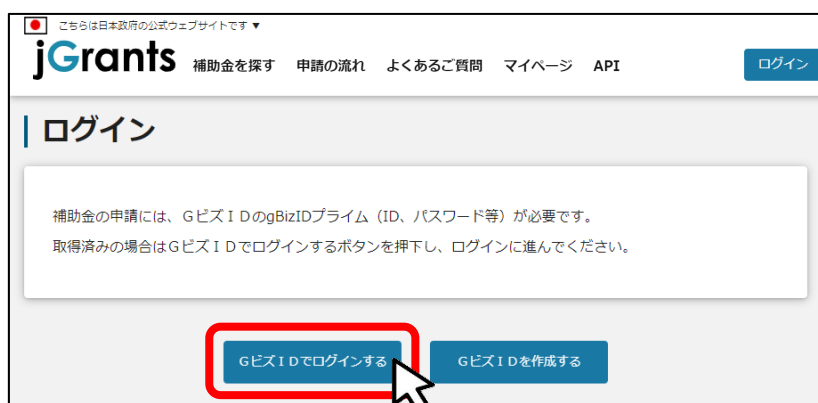 こちらは日本政府の公式ウェブサイトです ▼
jGrants 補助金を探す 申請の流れ よくあるご質問 マイページ API ログイン
ログイン
補助金の申請には、GビズＩＤのgBizIDプライム（ID、パスワード等）が必要です。
取得済みの場合はGビズＩＤでログインするボタンを押下し、ログインに進んでください。
GビズＩＤでログインする GビズＩＤを作成する